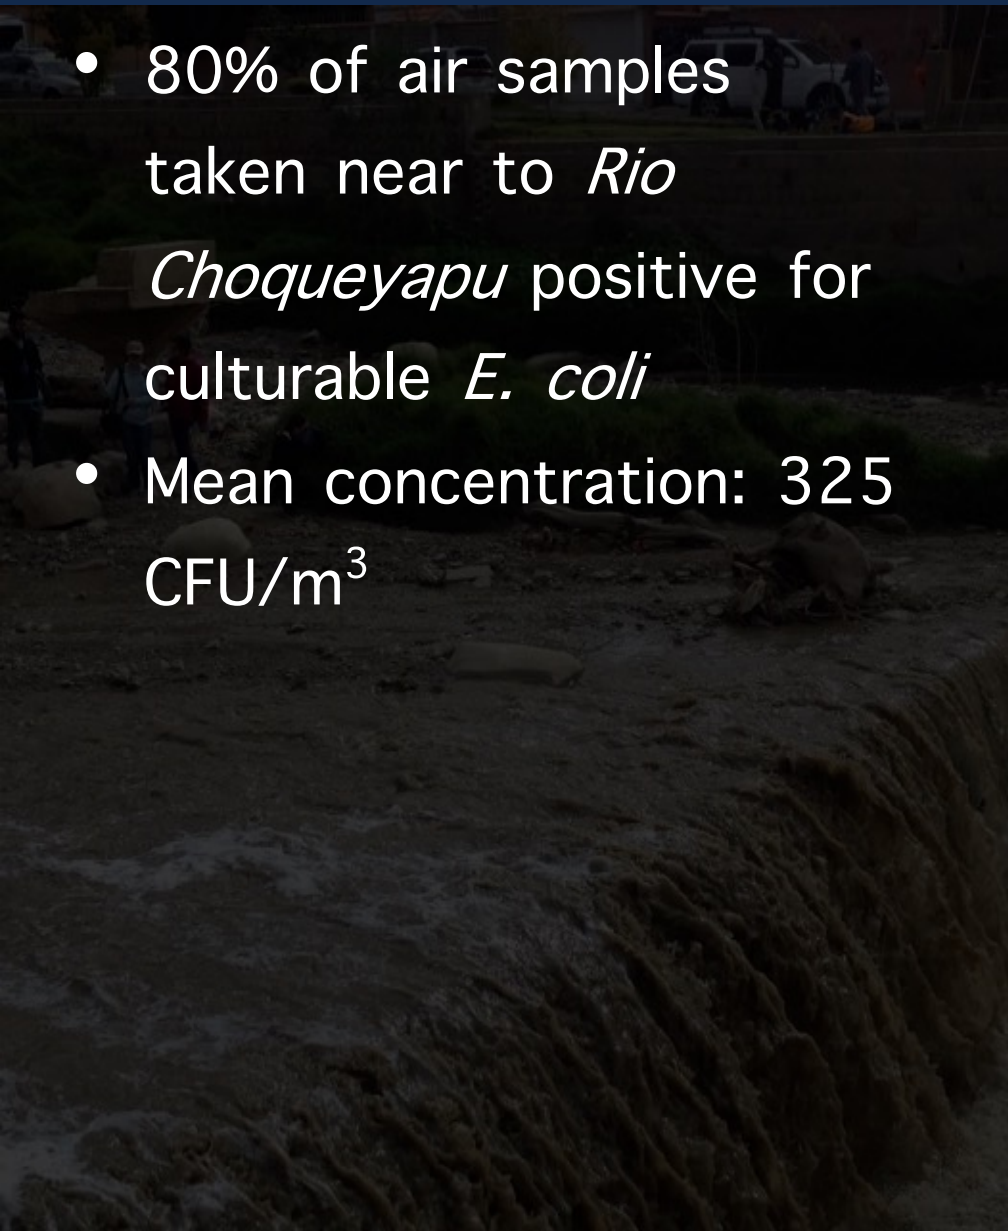 • 80% of air samples
taken near to Rio
Choqueyapu positive for
culturable E. coli
• Mean concentration: 325
CFU/m³